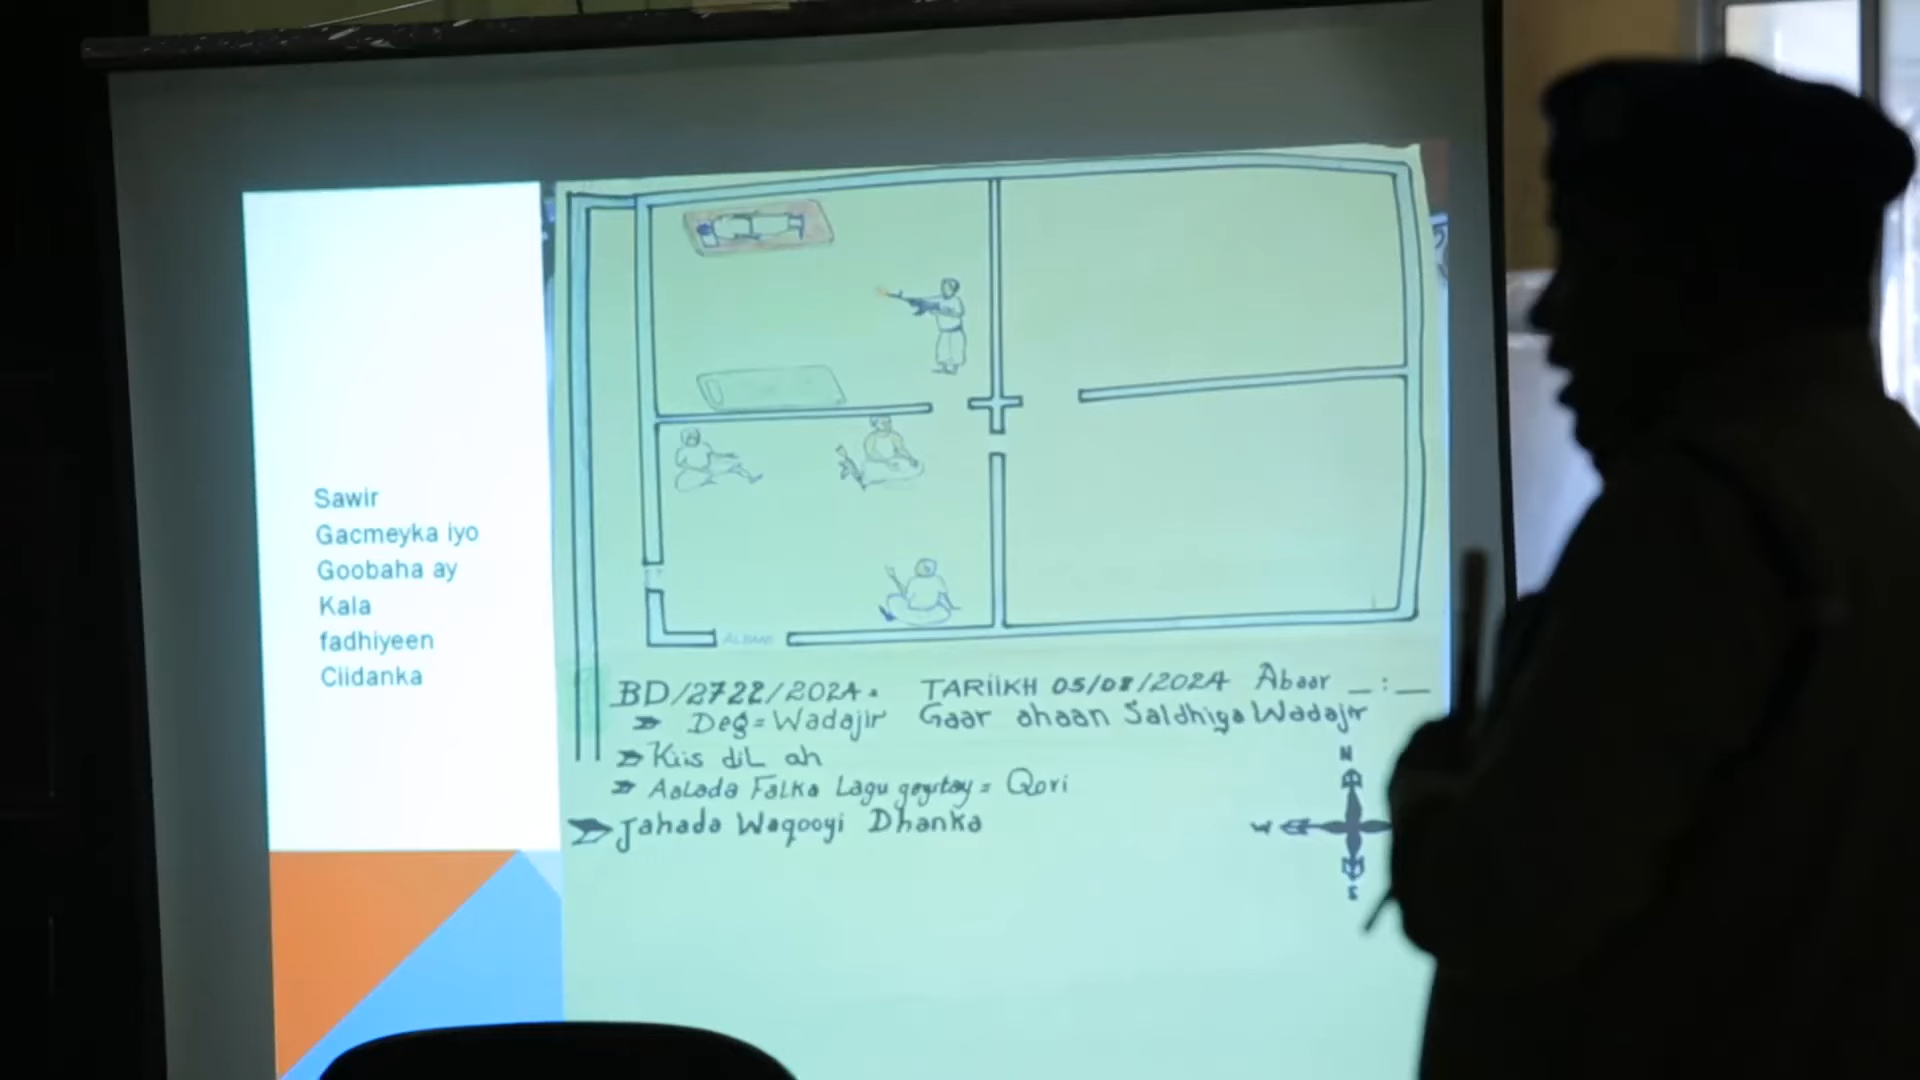 Sawir
Gacmeyka iyo
Goobaha ay
Kala
fadhiyeen
Ciidanka
BD/2722/2024. TARIIKH 05/08/2024 Abaar _:_
Deg=Wadajir Gaar ahaan Saldhiga Wadajir
Kiis diL ah
Aalada Falka Lagu = Qori
Jahada Waqooyi Dhanka
N
W
S